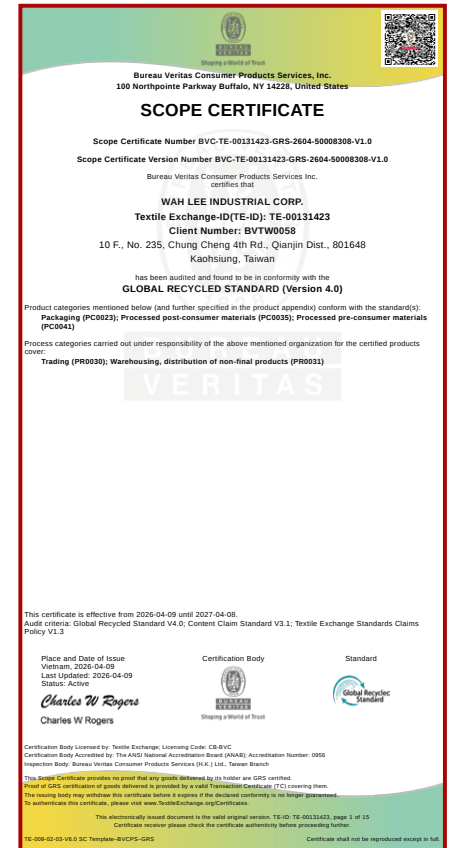 BUREAU
VERITAS
Shaping a World of Trust
Bureau Veritas Consumer Products Services, Inc.
100 Northpointe Parkway Buffalo, NY 14228, United States
SCOPE CERTIFICATE
Scope Certificate Number BVC-TE-00131423-GRS-2604-50008308-V1.0
Scope Certificate Version Number BVC-TE-00131423-GRS-2604-50008308-V1.0
Bureau Veritas Consumer Products Services Inc.
certifies that
WAH LEE INDUSTRIAL CORP.
Textile Exchange-ID(TE-ID): TE-00131423
Client Number: BVTW0058
10 F., No. 235, Chung Cheng 4th Rd., Qianjin Dist., 801648
Kaohsiung, Taiwan
has been audited and found to be in conformity with the
GLOBAL RECYCLED STANDARD (Version 4.0)
Product categories mentioned below (and further specified in the product appendix) conform with the standard(s):
Packaging (PC0023); Processed post-consumer materials (PC0035); Processed pre-consumer materials
(PC0041)
Process categories carried out under responsibility of the above mentioned organization for the certified products
cover:
Trading (PR0030); Warehousing, distribution of non-final products (PR0031)
BUREAU
VERITAS
1828
This certificate is effective from 2026-04-09 until 2027-04-08.
Audit criteria: Global Recycled Standard V4.0; Content Claim Standard V3.1; Textile Exchange Standards Claims
Policy V1.3
Place and Date of Issue
Vietnam, 2026-04-09
Last Updated: 2026-04-09
Status: Active
Charles W Rogers
Charles W Rogers
Certification Body
BUREAU
VERITAS
Shaping a World of Trust
Standard
Global Recycled
Standard
Certification Body Licensed by: Textile Exchange; Licensing Code: CB-BVC
Certification Body Accredited by: The ANSI National Accreditation Board (ANAB); Accreditation Number: 0956
Inspection Body: Bureau Veritas Consumer Products Services (H.K.) Ltd., Taiwan Branch
This Scope Certificate provides no proof that any goods delivered by its holder are GRS certified.
Proof of GRS certification of goods delivered is provided by a valid Transaction Certificate (TC) covering them.
The issuing body may withdraw this certificate before it expires if the declared conformity is no longer guaranteed.
To authenticate this certificate, please visit www.TextileExchange.org/Certificates.
This electronically issued document is the valid original version. TE-ID: TE-00131423, page 1 of 15
Certificate receiver please check the certificate authenticity before proceeding further.
TE-009-02-03-V6.0 SC Template–BVCPS–GRS
Certificate shall not be reproduced except in full.